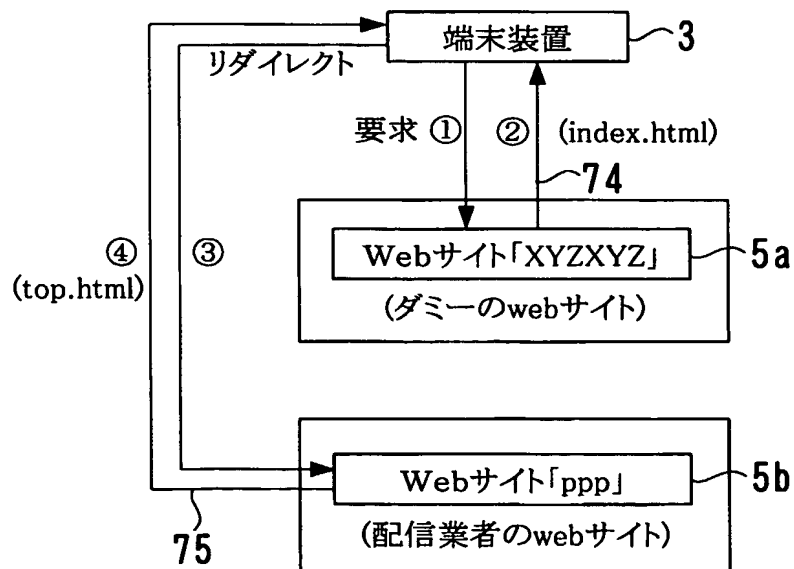 端末装置
3
リダイレクト
要求 ①
② (index.html)
74
④
③
(top.html)
Webサイト「XYZXYZ」
5a
(ダミーのwebサイト)
Webサイト「ppp」
5b
(配信業者のwebサイト)
75